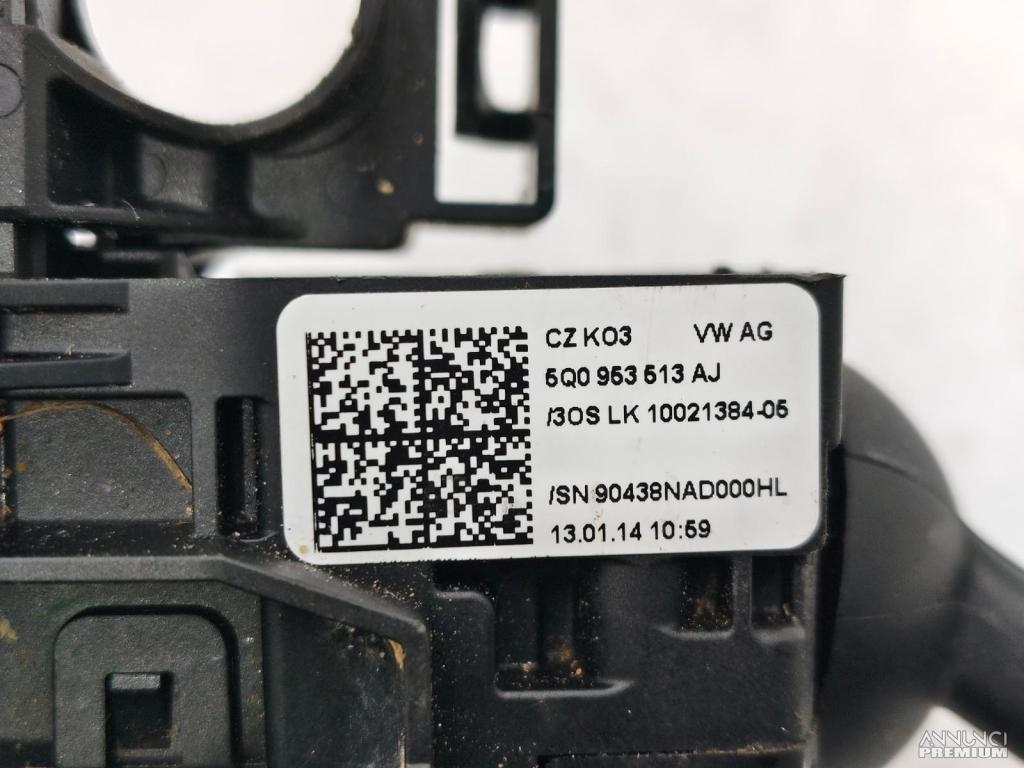 CZ K03 VW AG
5Q0 953 513 AJ
/3OS LK 10021384-05
/SN 90438NAD000HL
13.01.14 10:59
ANNUNCI
PREMIUM